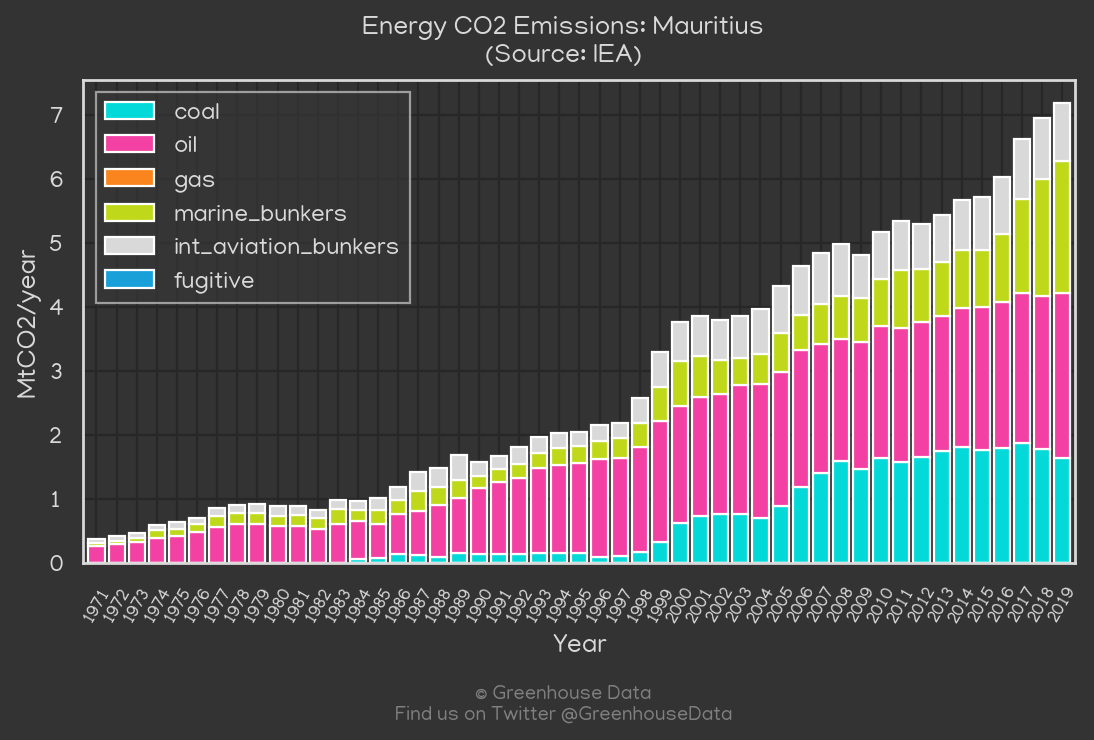 Energy CO2 Emissions: Mauritius
(Source: IEA)
coal
oil
gas
marine_bunkers
int_aviation_bunkers
fugitive
MtCO2/year
7
6
5
4
3
2
1
0
1971 1972 1973 1974 1975 1976 1977 1978 1979 1980 1981 1982 1983 1984 1985 1986 1987 1988 1989 1990 1991 1992 1993 1994 1995 1996 1997 1998 1999 2000 2001 2002 2003 2004 2005 2006 2007 2008 2009 2010 2011 2012 2013 2014 2015 2016 2017 2018 2019
Year
© Greenhouse Data
Find us on Twitter @GreenhouseData